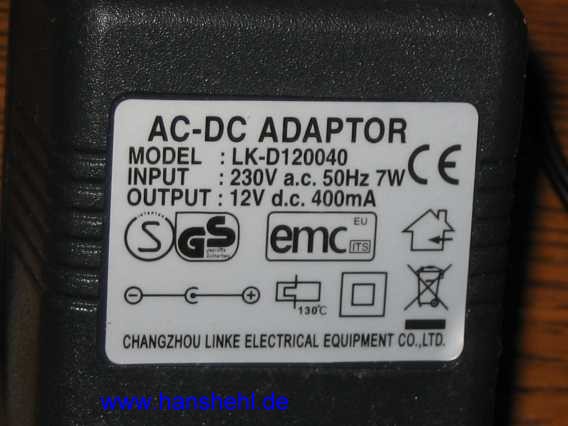 AC-DC ADAPTOR
MODEL : LK-D120040
INPUT : 230V a.c. 50Hz 7W
OUTPUT : 12V d.c. 400mA
CE
S GS emc EU ITS
130°C
CHANGZHOU LINKE ELECTRICAL EQUIPMENT CO.,LTD.
www.hanshehl.de